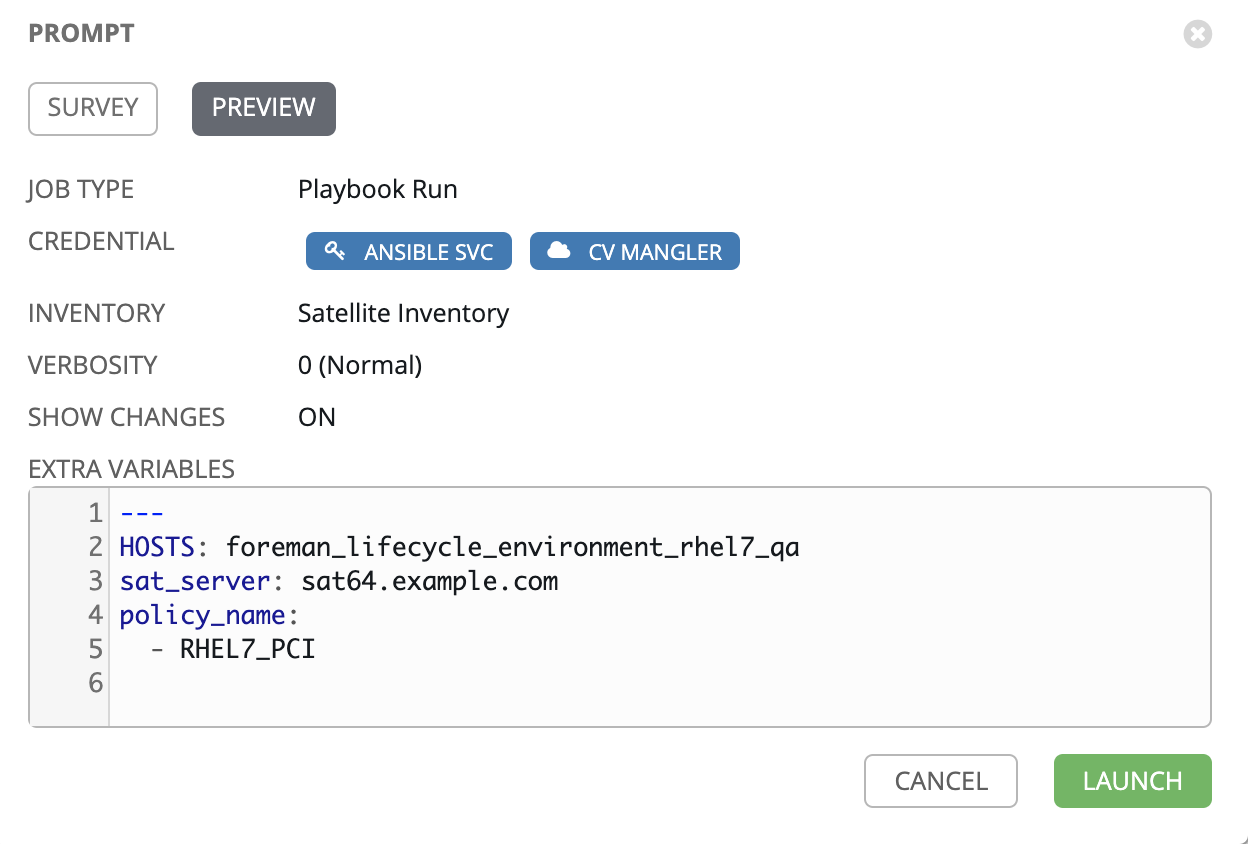 PROMPT
SURVEY PREVIEW
JOB TYPE Playbook Run
CREDENTIAL ANSIBLE SVC CV MANGLER
INVENTORY Satellite Inventory
VERBOSITY 0 (Normal)
SHOW CHANGES ON
EXTRA VARIABLES
1 ---
2 HOSTS: foreman_lifecycle_environment_rhel7_qa
3 sat_server: sat64.example.com
4 policy_name:
5   - RHEL7_PCI
6
CANCEL LAUNCH